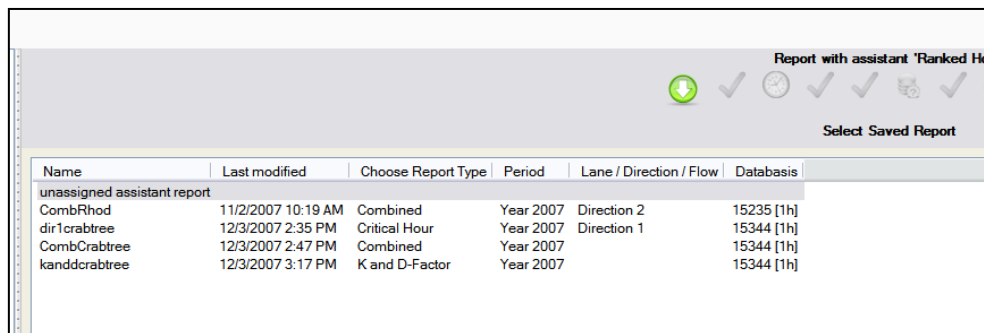 Report with assistant 'Ranked Ho
Select Saved Report
Name Last modified Choose Report Type Period Lane / Direction / Flow Databasis
unassigned assistant report
CombRhod 11/2/2007 10:19 AM Combined Year 2007 Direction 2 15235 [1h]
dir1crabtree 12/3/2007 2:35 PM Critical Hour Year 2007 Direction 1 15344 [1h]
CombCrabtree 12/3/2007 2:47 PM Combined Year 2007 15344 [1h]
kanddcrabtree 12/3/2007 3:17 PM K and D-Factor Year 2007 15344 [1h]